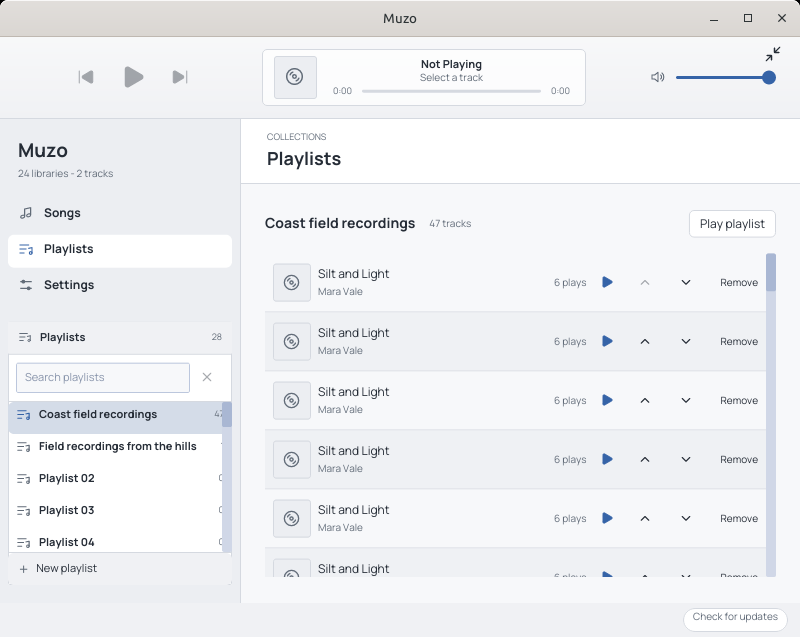 Muzo
Not Playing
Select a track
0:00
0:00
Muzo
24 libraries - 2 tracks
Songs
Playlists
Settings
Playlists
28
Search playlists
Coast field recordings
47
Field recordings from the hills
Playlist 02
Playlist 03
Playlist 04
New playlist
COLLECTIONS
Playlists
Coast field recordings
47 tracks
Play playlist
Silt and Light
Mara Vale
6 plays
Remove
Silt and Light
Mara Vale
6 plays
Remove
Silt and Light
Mara Vale
6 plays
Remove
Silt and Light
Mara Vale
6 plays
Remove
Silt and Light
Mara Vale
6 plays
Remove
Silt and Light
6 plays
Remove
Check for updates